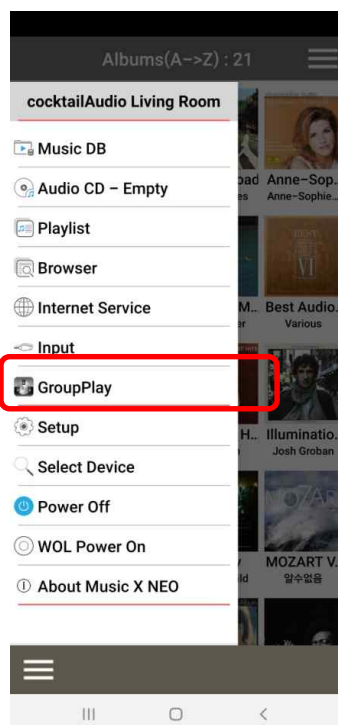 Albums(A->Z) : 21
cocktailAudio Living Room
Music DB
Audio CD - Empty
Playlist
Browser
Internet Service
Input
GroupPlay
Setup
Select Device
Power Off
WOL Power On
About Music X NEO
Anne-Sop..
Anne-Sophie..
Best Audio.
Various
Illuminatio..
Josh Groban
MOZART V.
알수없음